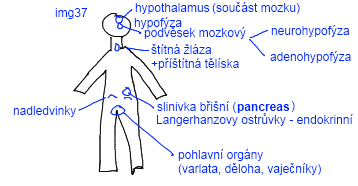 img37
hypothalamus (součást mozku)
hypofýza
podvěsek mozkový
neurohypofýza
adenohypofýza
štítná žláza
+příštítná tělíska
nadledvinky
slinivka břišní (pancreas)
Langerhanzovy ostrůvky - endokrinní
pohlavní orgány
(varlata, děloha, vaječníky)